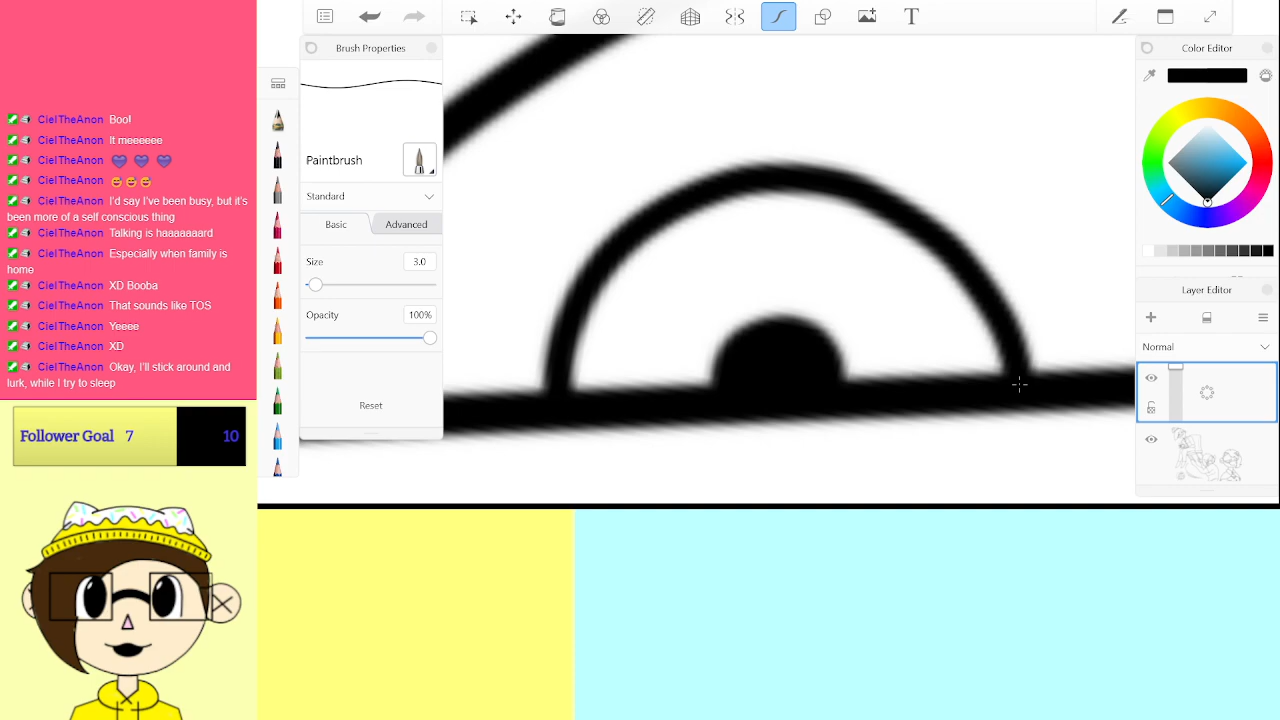 CielTheAnon Boo!
CielTheAnon It meeeeee
CielTheAnon 💜 💜 💜
CielTheAnon 😅 😅 😅
CielTheAnon I'd say I've been busy, but it's
been more of a self conscious thing
CielTheAnon Talking is haaaaaaard
CielTheAnon Especially when family is
home
CielTheAnon XD Booba
CielTheAnon That sounds like TOS
CielTheAnon Yeeee
CielTheAnon XD
CielTheAnon Okay, I'll stick around and
lurk, while I try to sleep
Follower Goal 7 10
T
Brush Properties
Paintbrush
Standard
Basic Advanced
Size 3.0
Opacity 100%
Reset
Color Editor
Layer Editor
Normal